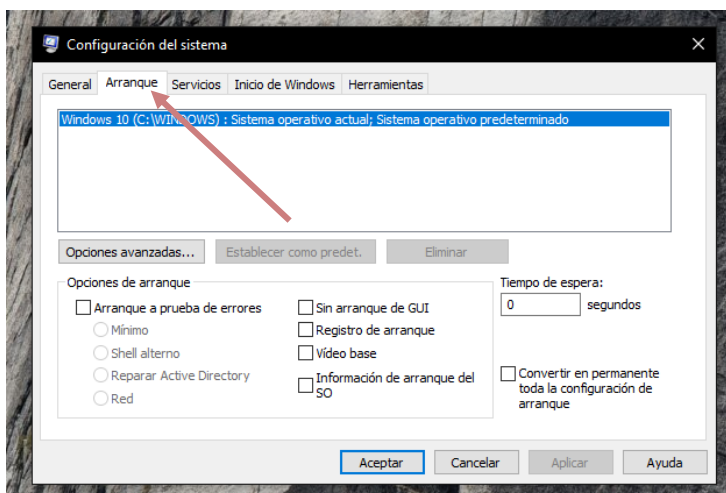 Configuración del sistema
General Arranque Servicios Inicio de Windows Herramientas
Windows 10 (C:\WINDOWS) : Sistema operativo actual; Sistema operativo predeterminado
Opciones avanzadas... Establecer como predet. Eliminar
Opciones de arranque
Arranque a prueba de errores
Mínimo
Shell alterno
Reparar Active Directory
Red
Sin arranque de GUI
Registro de arranque
Vídeo base
Información de arranque del
SO
Tiempo de espera:
0 segundos
Convertir en permanente
toda la configuración de
arranque
Aceptar Cancelar Aplicar Ayuda